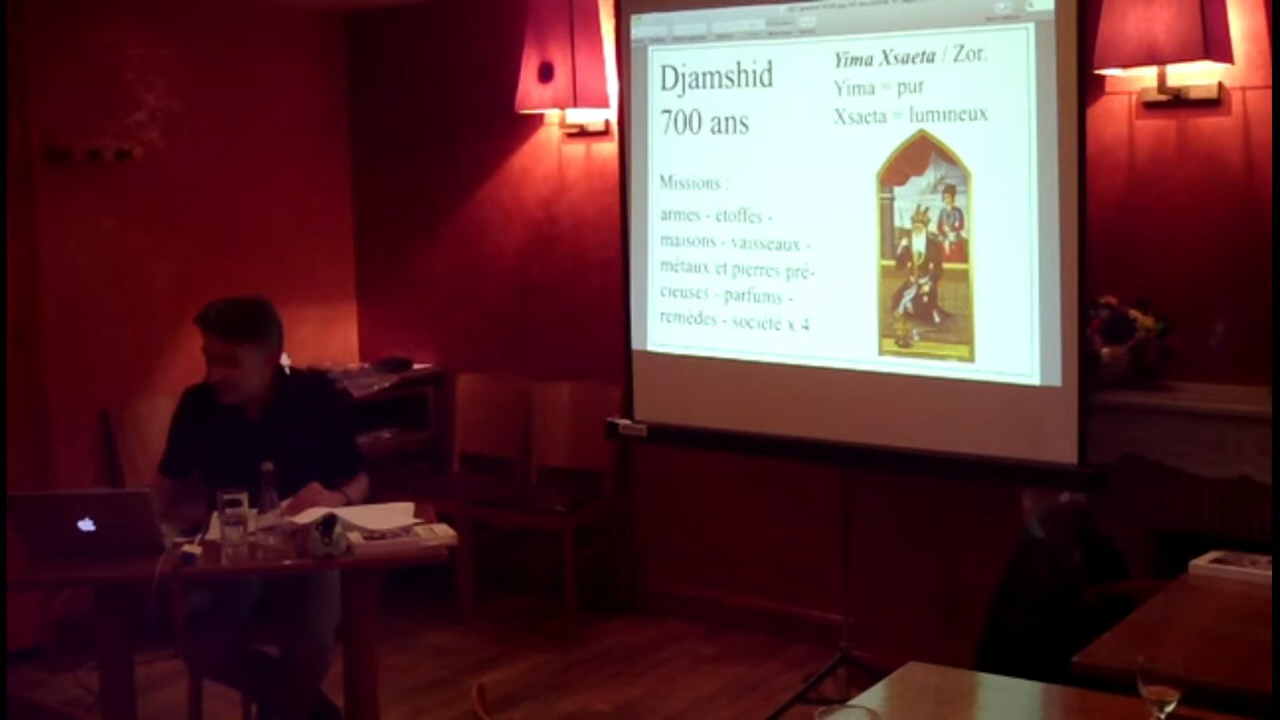 Djamshid
700 ans
Missions :
armes - étoffes -
maisons - vaisseaux -
métaux et pierres pré-
cieuses - parfums -
remèdes - société x 4
Yima Xsaeta / Zor.
Yima = pur
Xsaeta = lumineux